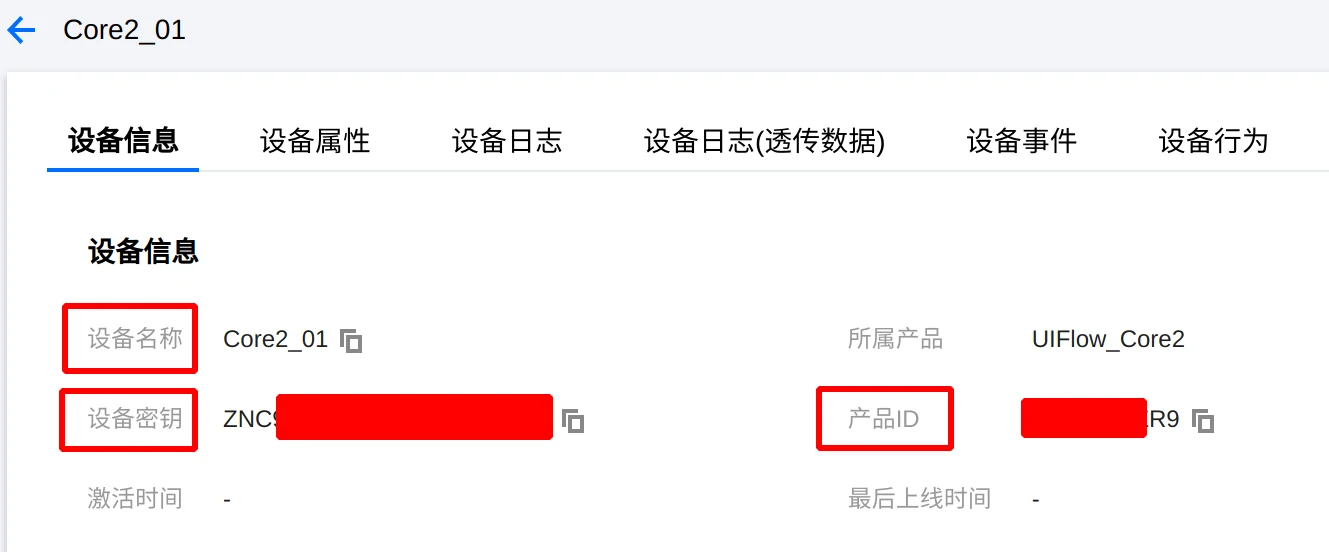 Core2_01
设备信息 设备属性 设备日志 设备日志(透传数据) 设备事件 设备行为
设备信息
设备名称 Core2_01 所属产品 UIFlow_Core2
设备密钥 ZNC9 产品ID R9
激活时间 - 最后上线时间 -